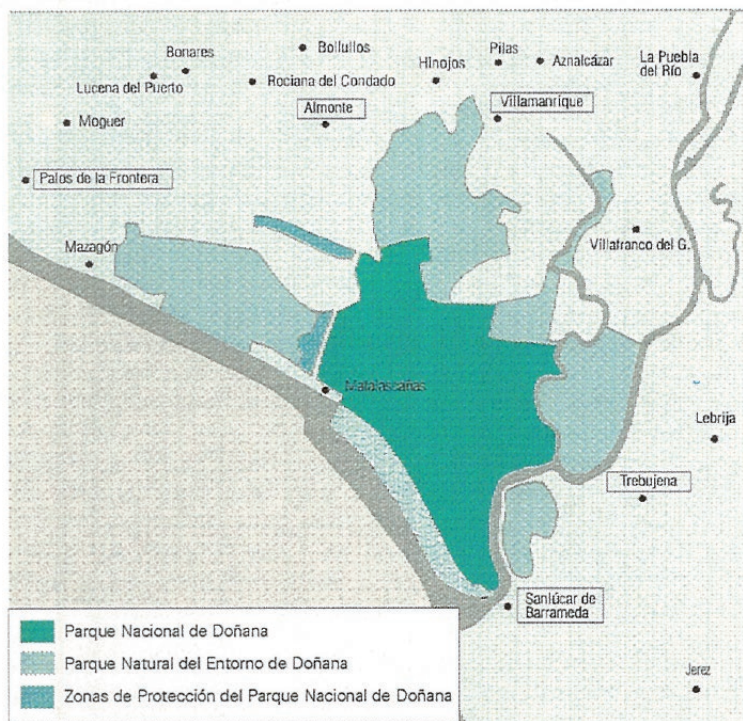 Bonares
Bollullos
Lucena del Puerto
Rociana del Condado
Hinojos
Pilas
Aznalcázar
La Puebla
del Río
Moguer
Almonte
Villamanrique
Palos de la Frontera
Mazagón
Villafranco del G.
Matalascañas
Lebrija
Trebujena
Sanlúcar de
Barrameda
Jerez
Parque Nacional de Doñana
Parque Natural del Entorno de Doñana
Zonas de Protección del Parque Nacional de Doñana